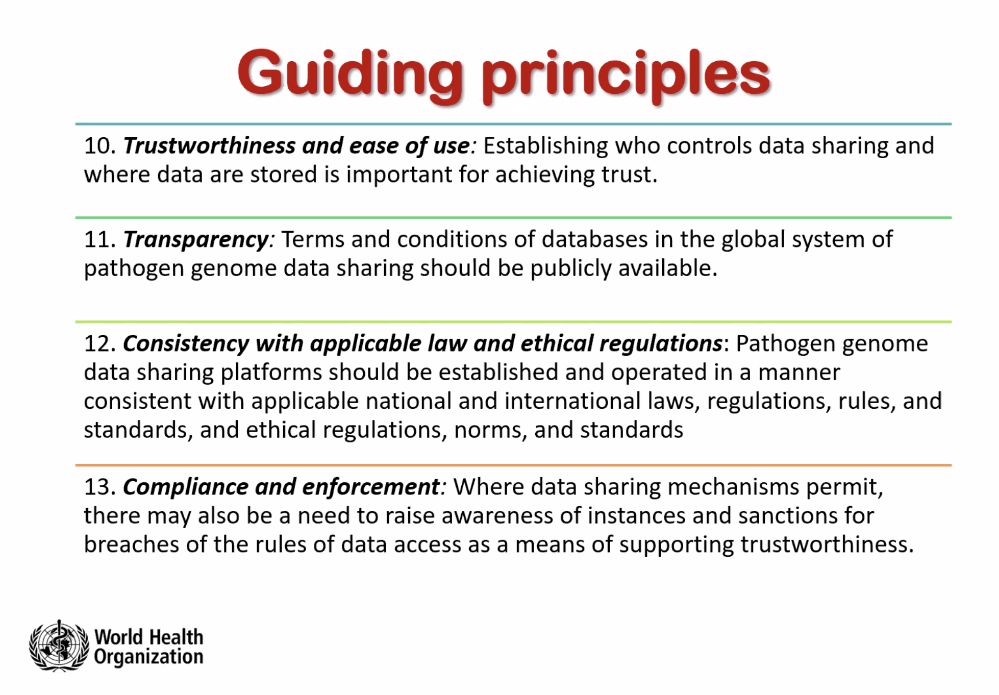 Guiding principles
10. Trustworthiness and ease of use: Establishing who controls data sharing and
where data are stored is important for achieving trust.
11. Transparency: Terms and conditions of databases in the global system of
pathogen genome data sharing should be publicly available.
12. Consistency with applicable law and ethical regulations: Pathogen genome
data sharing platforms should be established and operated in a manner
consistent with applicable national and international laws, regulations, rules, and
standards, and ethical regulations, norms, and standards
13. Compliance and enforcement: Where data sharing mechanisms permit,
there may also be a need to raise awareness of instances and sanctions for
breaches of the rules of data access as a means of supporting trustworthiness.
World Health
Organization